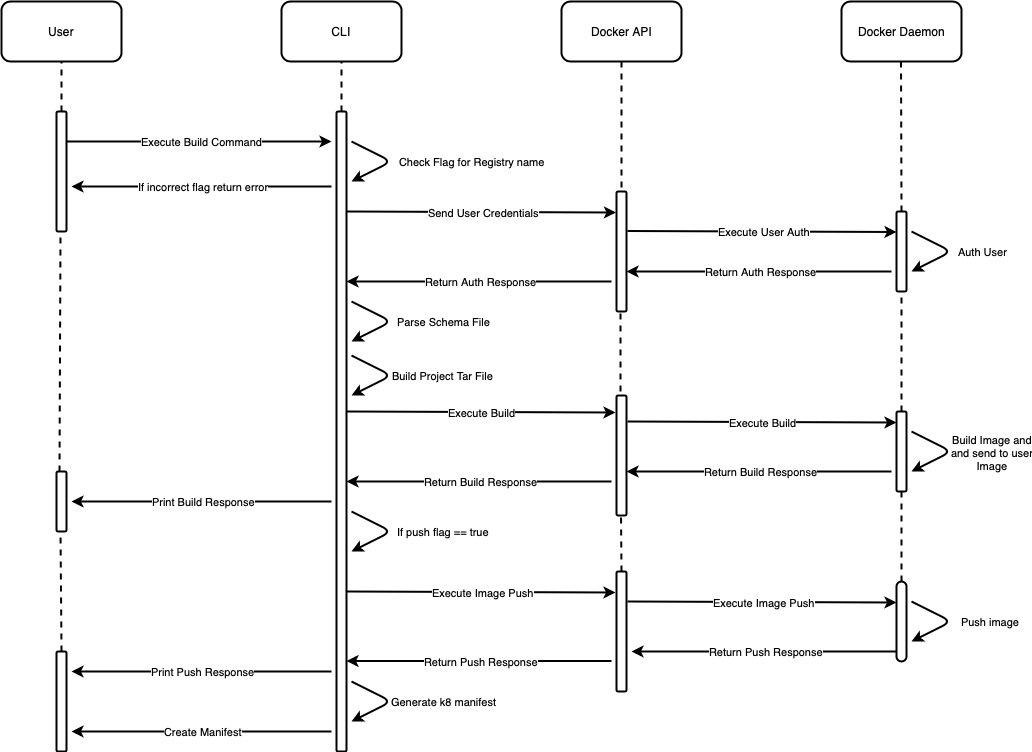 User
CLI
Docker API
Docker Daemon
Execute Build Command
Check Flag for Registry name
If incorrect flag return error
Send User Credentials
Execute User Auth
Auth User
Return Auth Response
Return Auth Response
Parse Schema File
Build Project Tar File
Execute Build
Execute Build
Build Image and
and send to user
Image
Return Build Response
Return Build Response
Print Build Response
If push flag == true
Execute Image Push
Execute Image Push
Push image
Return Push Response
Return Push Response
Print Push Response
Generate k8 manifest
Create Manifest